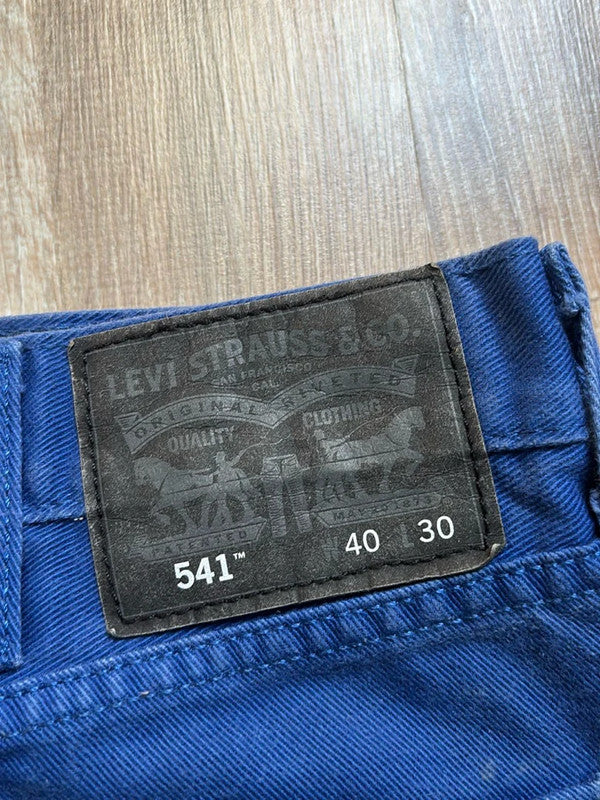 LEVI STRAUSS & CO.
SAN FRANCISCO
CAL.
ORIGINAL RIVETED
QUALITY CLOTHING
541™ W 40 L 30